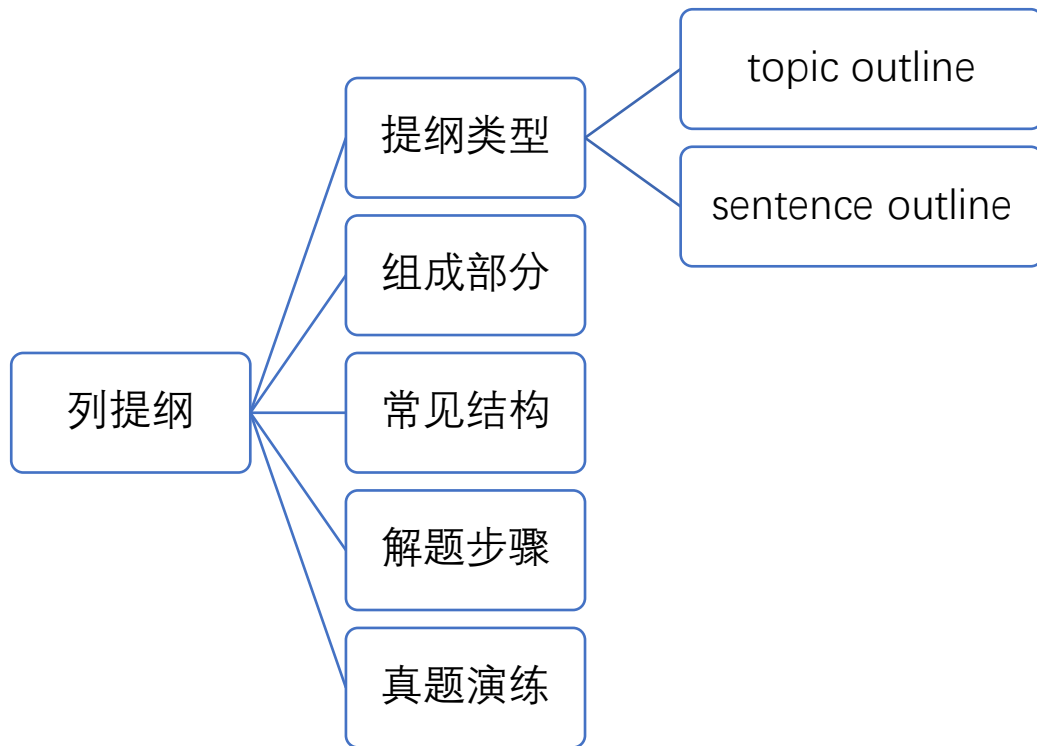 列提纲
提纲类型
topic outline
sentence outline
组成部分
常见结构
解题步骤
真题演练